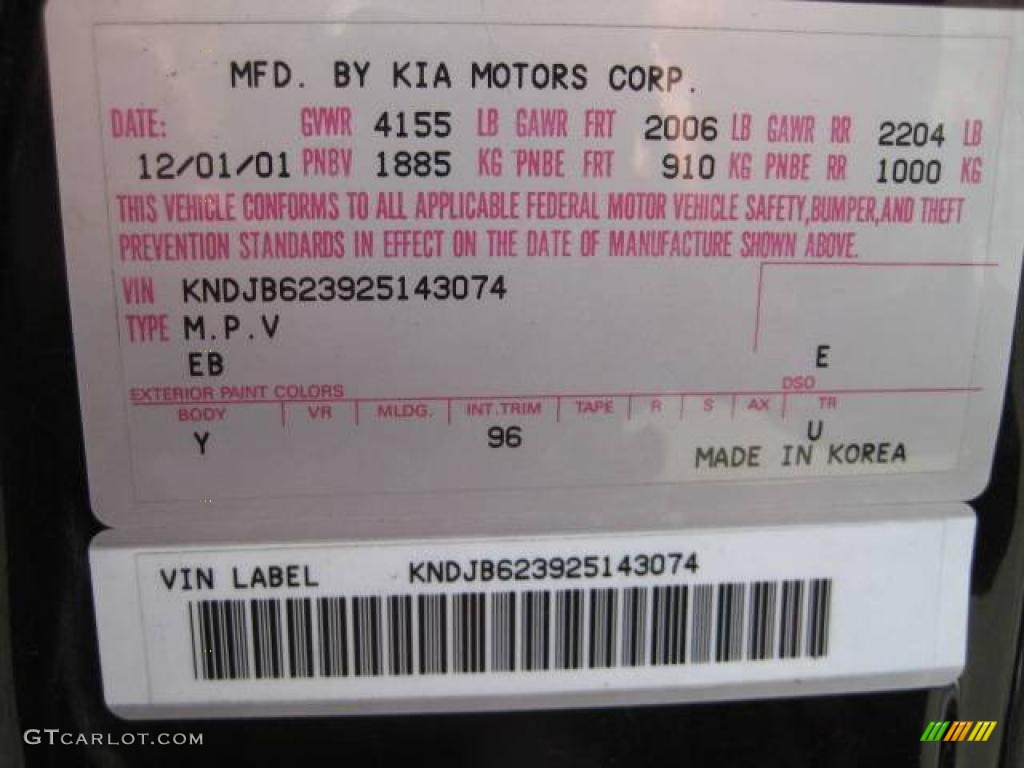 MFD. BY KIA MOTORS CORP.
DATE: GVWR 4155 LB GAWR FRT 2006 LB GAWR RR 2204 LB
12/01/01 PNBV 1885 KG PNBE FRT 910 KG PNBE RR 1000 KG
THIS VEHICLE CONFORMS TO ALL APPLICABLE FEDERAL MOTOR VEHICLE SAFETY,BUMPER,AND THEFT
PREVENTION STANDARDS IN EFFECT ON THE DATE OF MANUFACTURE SHOWN ABOVE.
VIN KNDJB623925143074
TYPE M.P.V
EB E
EXTERIOR PAINT COLORS DSO
BODY VR MLDG. INT.TRIM TAPE R S AX TR
Y 96 U
MADE IN KOREA
VIN LABEL KNDJB623925143074
GTCARLOT.COM